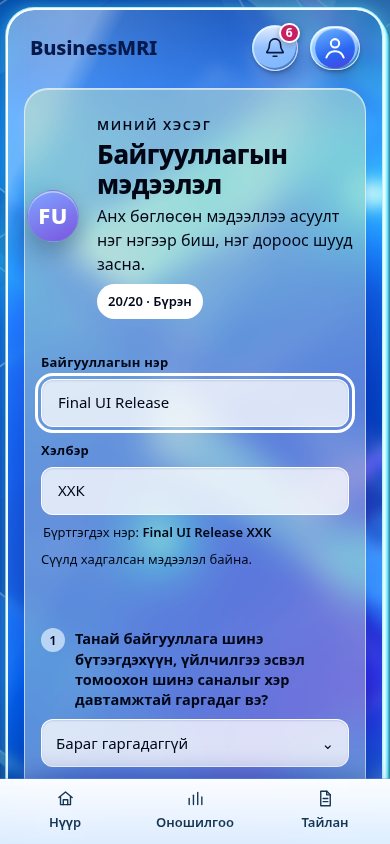 BusinessMRI
6
МИНИЙ ХЭСЭГ
Байгууллагын
мэдээлэл
FU
Анх бөглөсөн мэдээллээ асуулт
нэг нэгээр биш, нэг дороос шууд
засна.
20/20 · Бүрэн
Байгууллагын нэр
Final UI Release
Хэлбэр
ХХК
Бүртгэгдэх нэр: Final UI Release ХХК
Сүүлд хадгалсан мэдээлэл байна.
1
Танай байгууллага шинэ
бүтээгдэхүүн, үйлчилгээ эсвэл
томоохон шинэ саналыг хэр
давтамжтай гаргадаг вэ?
Бараг гаргадаггүй
Нүүр
Оношилгоо
Тайлан